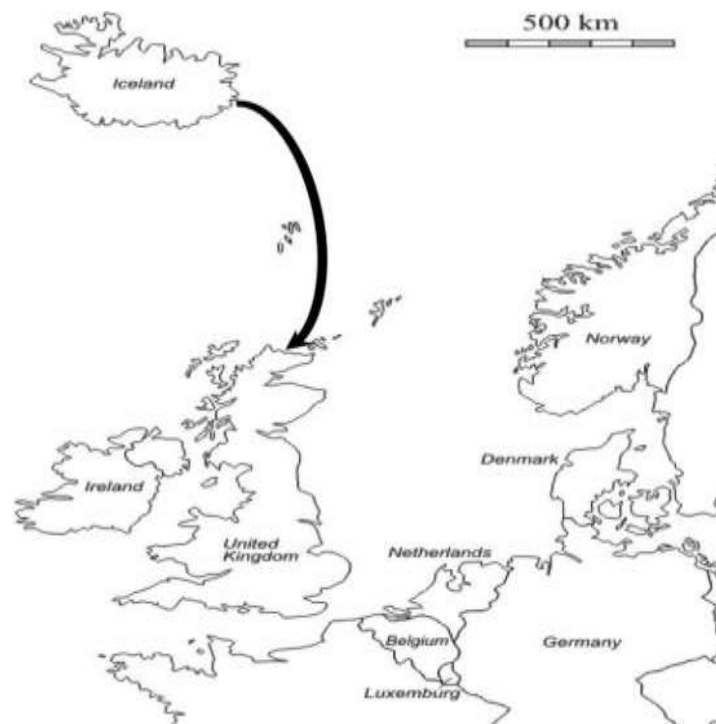 500 km
Iceland
Norway
Denmark
Ireland
United
Kingdom
Netherlands
Belgium
Germany
Luxemburg